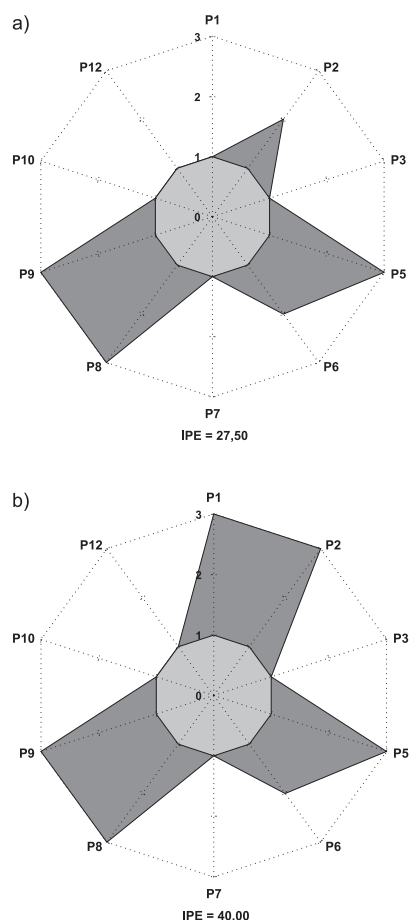 a)
P1
3
P12
P2
2
P10
P3
1
0
P9
P5
P8
P6
P7
IPE = 27,50
b)
P1
3
P12
P2
2
P10
P3
1
0
P9
P5
P8
P6
P7
IPE = 40.00